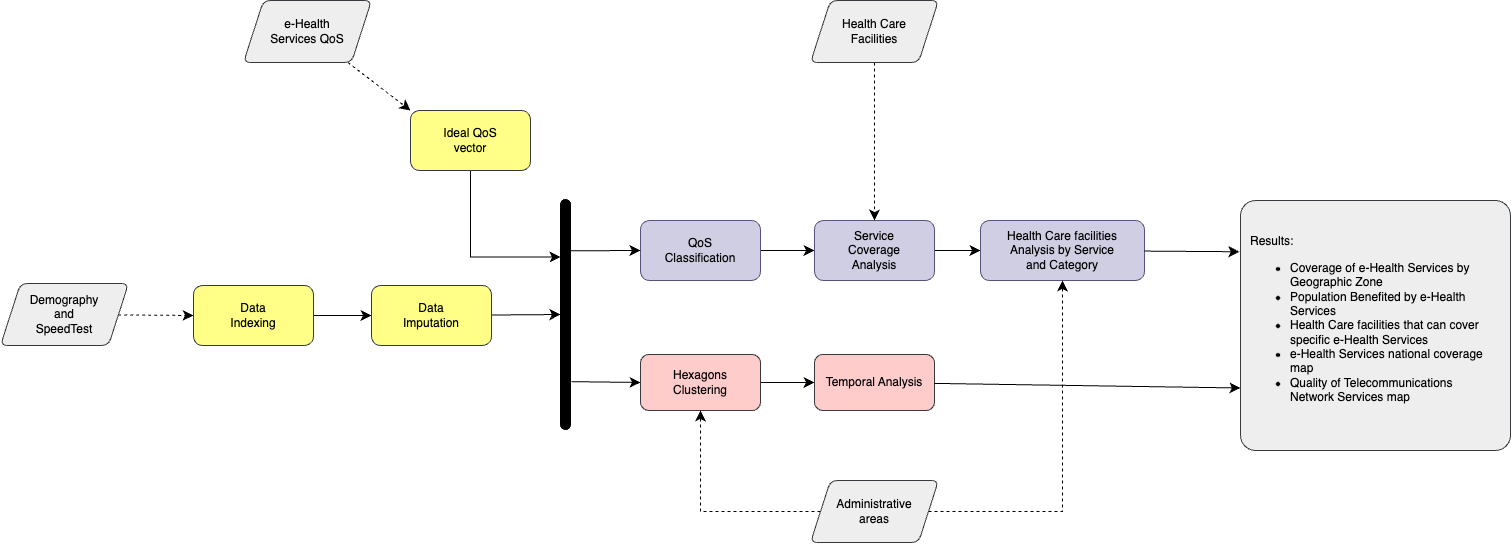 e-Health
Services QoS
Health Care
Facilities
Ideal QoS
vector
QoS
Classification
Service
Coverage
Analysis
Health Care facilities
Analysis by Service
and Category
Demography
and
SpeedTest
Data
Indexing
Data
Imputation
Hexagons
Clustering
Temporal Analysis
Administrative
areas
Results:
• Coverage of e-Health Services by
Geographic Zone
• Population Benefited by e-Health
Services
• Health Care facilities that can cover
specific e-Health Services
• e-Health Services national coverage
map
• Quality of Telecommunications
Network Services map